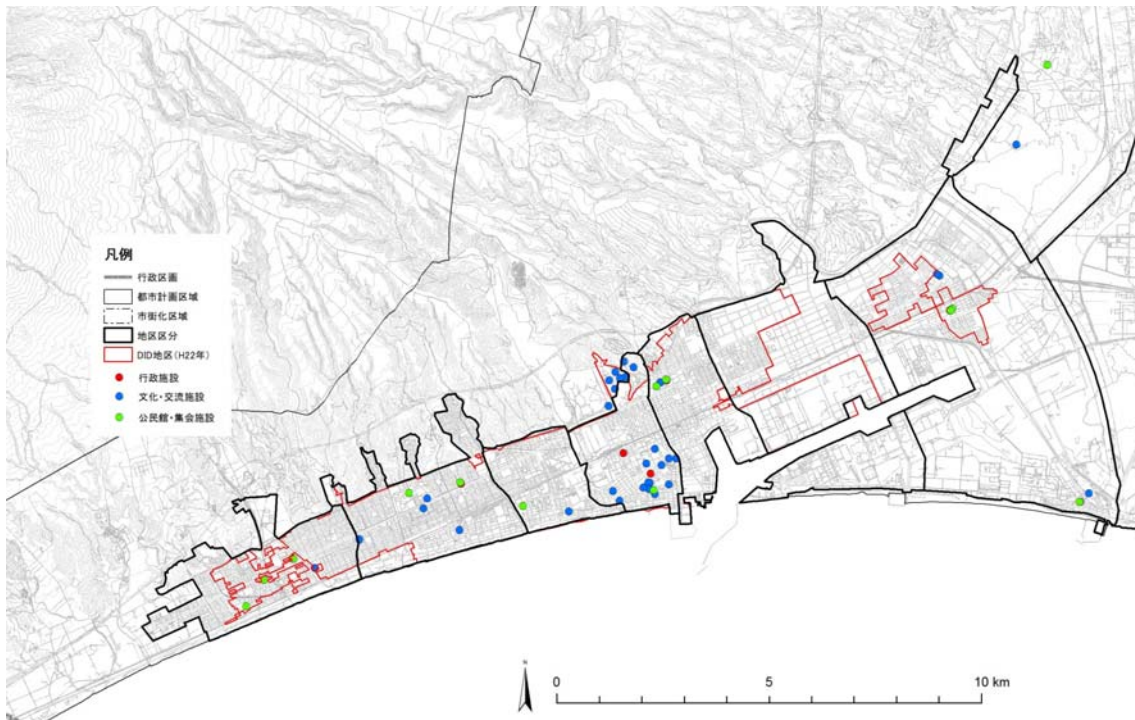 凡例
行政区画
都市計画区域
市街化区域
地区区分
DID地区(H22年)
行政施設
文化・交流施設
公民館・集会施設
N
0 5 10 km